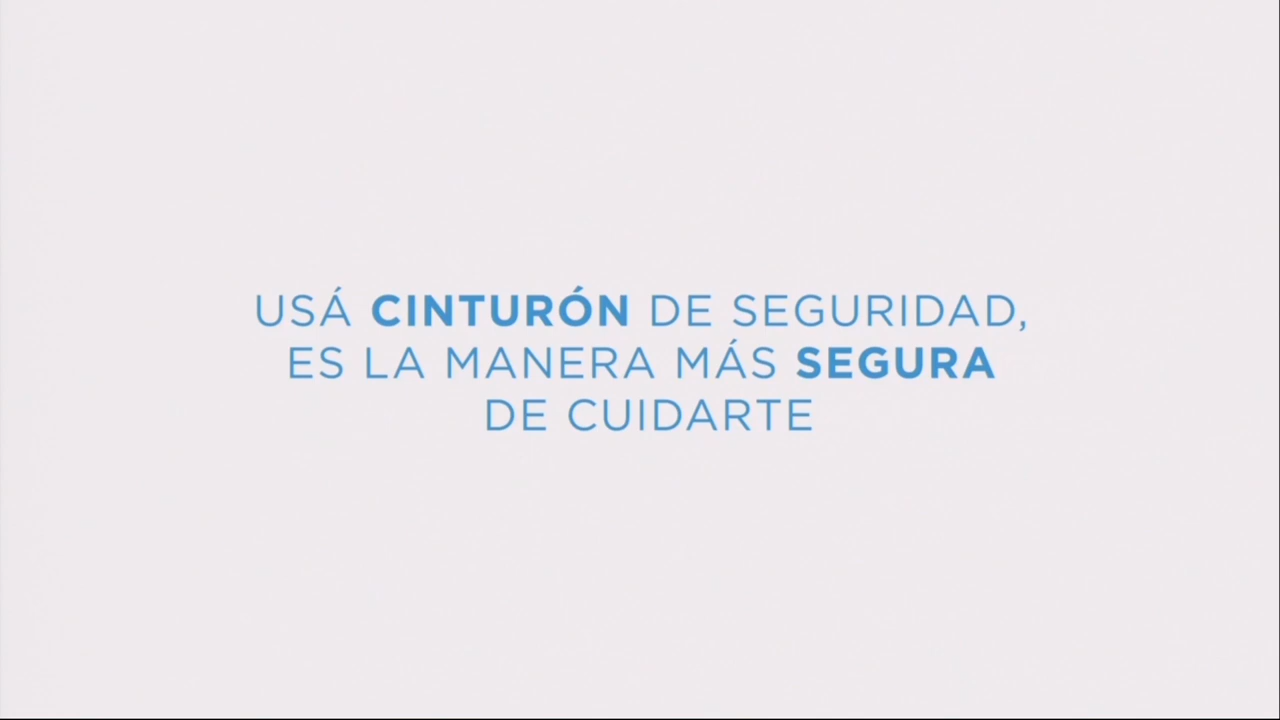 USÁ CINTURÓN DE SEGURIDAD,
ES LA MANERA MÁS SEGURA
DE CUIDARTE